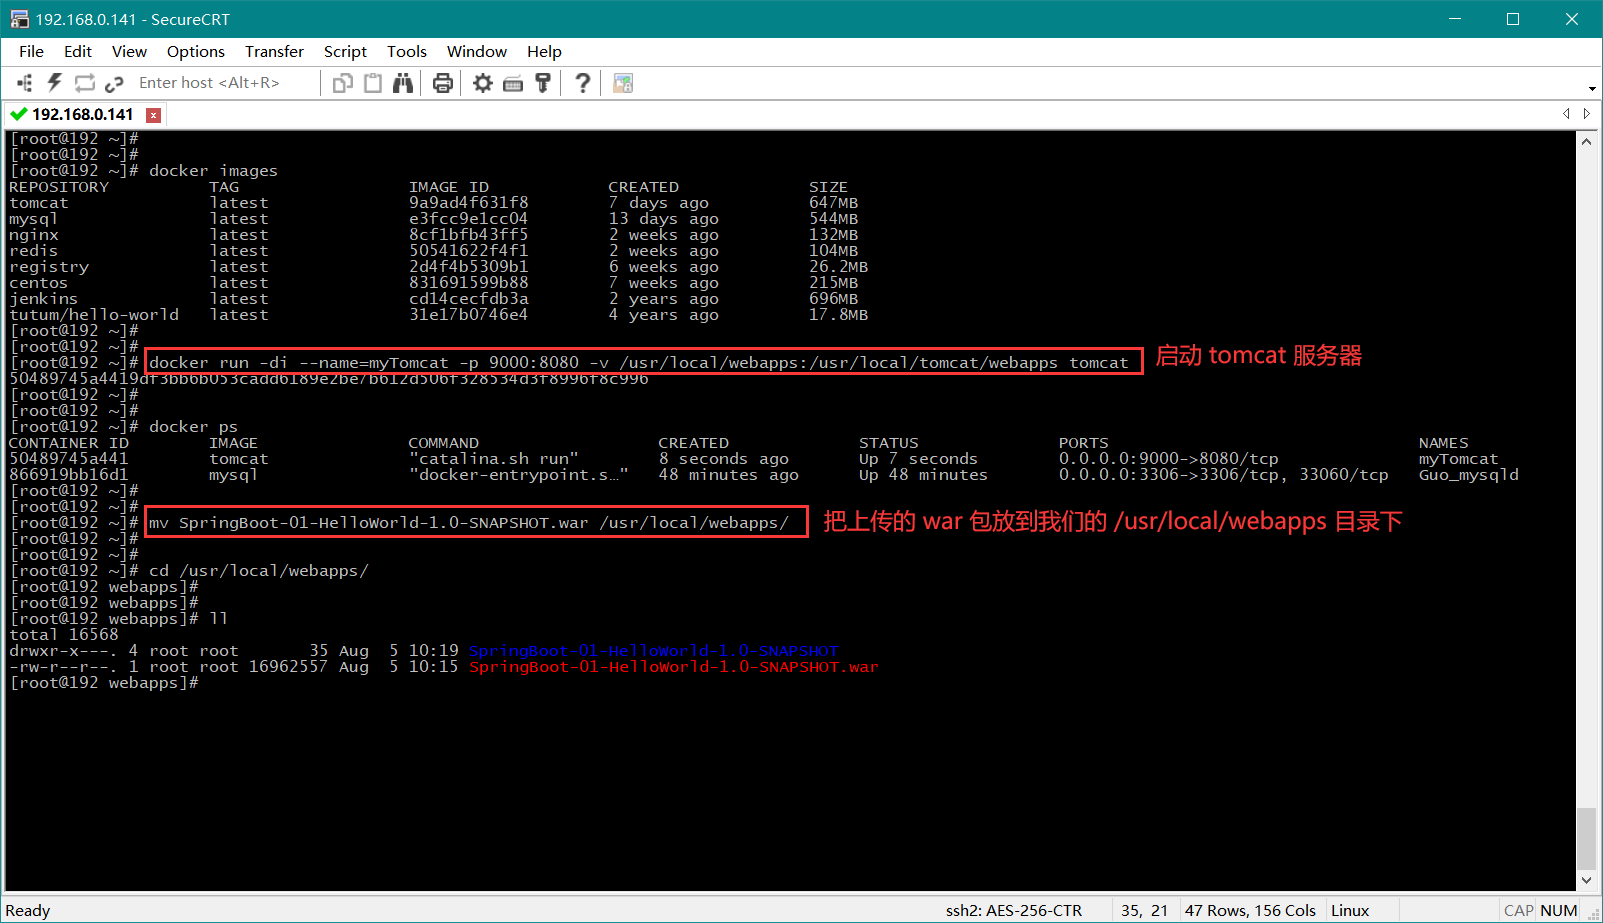 192.168.0.141 - SecureCRT
File Edit View Options Transfer Script Tools Window Help
Enter host <Alt+R>
192.168.0.141
[root@192 ~]#
[root@192 ~]#
[root@192 ~]# docker images
REPOSITORY TAG IMAGE ID CREATED SIZE
tomcat latest 9a9ad4f631f8 7 days ago 647MB
mysql latest e3fcc9e1cc04 13 days ago 544MB
nginx latest 8cf1bfb43ff5 2 weeks ago 132MB
redis latest 50541622f4f1 2 weeks ago 104MB
registry latest 2d4f4b5309b1 6 weeks ago 26.2MB
centos latest 831691599b88 7 weeks ago 215MB
jenkins latest cd14cecfdb3a 2 years ago 696MB
tutum/hello-world latest 31e17b0746e4 4 years ago 17.8MB
[root@192 ~]#
[root@192 ~]#
[root@192 ~]# docker run -di --name=myTomcat -p 9000:8080 -v /usr/local/webapps:/usr/local/tomcat/webapps tomcat 启动 tomcat 服务器
50489745a4419df3bb6b053cadd6189e2be7b612d506f328534d3f8996f8c996
[root@192 ~]#
[root@192 ~]#
[root@192 ~]# docker ps
CONTAINER ID IMAGE COMMAND CREATED STATUS PORTS NAMES
50489745a441 tomcat "catalina.sh run" 8 seconds ago Up 7 seconds 0.0.0.0:9000->8080/tcp myTomcat
866919bb16d1 mysql "docker-entrypoint.s…" 48 minutes ago Up 48 minutes 0.0.0.0:3306->3306/tcp, 33060/tcp Guo_mysqld
[root@192 ~]#
[root@192 ~]#
[root@192 ~]# mv SpringBoot-01-HelloWorld-1.0-SNAPSHOT.war /usr/local/webapps/ 把上传的 war 包放到我们的 /usr/local/webapps 目录下
[root@192 ~]#
[root@192 ~]#
[root@192 ~]# cd /usr/local/webapps/
[root@192 webapps]#
[root@192 webapps]#
[root@192 webapps]# ll
total 16568
drwxr-x---. 4 root root 35 Aug 5 10:19 SpringBoot-01-HelloWorld-1.0-SNAPSHOT
-rw-r--r--. 1 root root 16962557 Aug 5 10:15 SpringBoot-01-HelloWorld-1.0-SNAPSHOT.war
[root@192 webapps]#
Ready ssh2: AES-256-CTR 35, 21 47 Rows, 156 Cols Linux CAP NUM